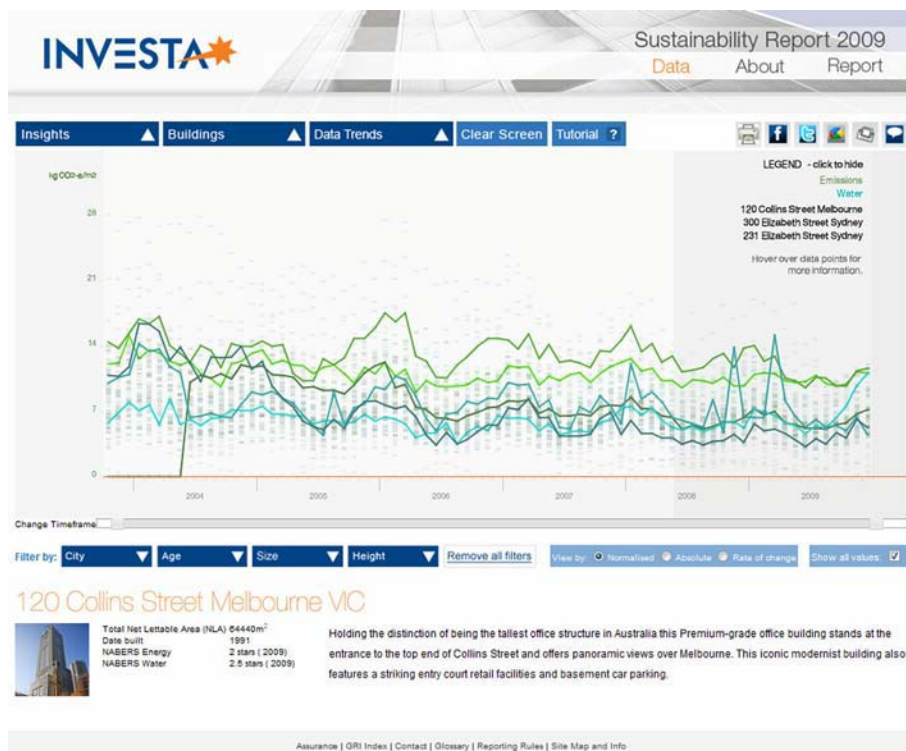 INVESTA
Sustainability Report 2009
Data About Report
Insights Buildings Data Trends Clear Screen Tutorial ?
LEGEND - click to hide
Emissions
Water
120 Collins Street Melbourne
300 Elizabeth Street Sydney
231 Elizabeth Street Sydney
Hover over data points for
more information.
kg CO2-e/m2
28
21
14
7
0
2004 2005 2006 2007 2008 2009
Change Timeframe
Filter by: City Age Size Height Remove all filters View by: Normalised Absolute Rate of change Show all values:
120 Collins Street Melbourne VIC
Total Net Lettable Area (NLA) 64440m²
Date built 1991
NABERS Energy 2 stars ( 2009)
NABERS Water 2.5 stars ( 2009)
Holding the distinction of being the tallest office structure in Australia this Premium-grade office building stands at the
entrance to the top end of Collins Street and offers panoramic views over Melbourne. This iconic modernist building also
features a striking entry court retail facilities and basement car parking.
Assurance | GRI Index | Contact | Glossary | Reporting Rules | Site Map and Info